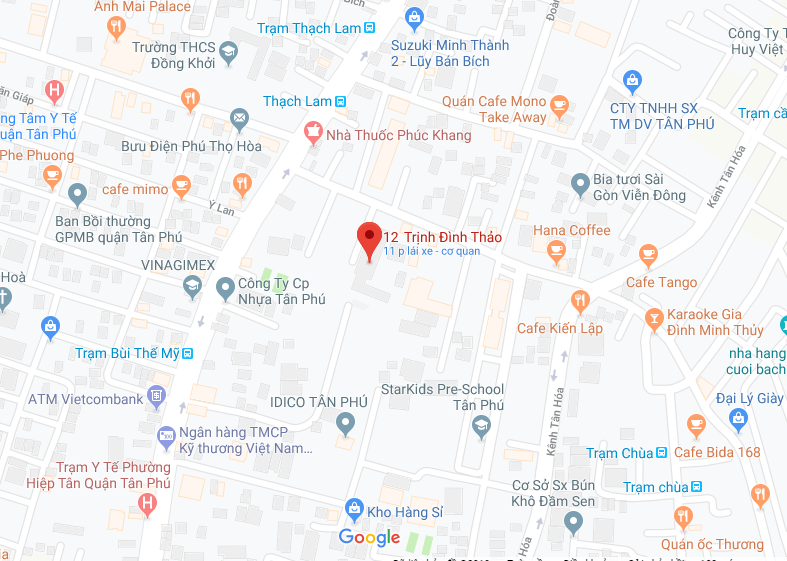 Anh Mai Palace
Bích
Trạm Thạch Lam
Suzuki Minh Thành
2 - Lũy Bán Bích
Công Ty T
Huy Việt
Trường THCS
Đồng Khởi
Thạch Lam
Quán Cafe Mono
Take Away
CTY TNHH SX
TM DV TÂN PHÚ
Trạm cầ
ng Tâm Y Tế
uận Tân Phú
Nhà Thuốc Phúc Khang
Bưu Điện Phú Thọ Hòa
Kênh Tân Hóa
Phe Phuong
cafe mimo
Ý Lan
Bia tươi Sài
Gòn Viễn Đông
Ban Bồi thường
GPMB quận Tân Phú
12 Trịnh Đình Thảo
11 p lái xe - cơ quan
Hana Coffee
VINAGIMEX
Hoà
Công Ty Cp
Nhựa Tân Phú
Cafe Tango
Cafe Kiến Lập
Karaoke Gia
Đình Minh Thủy
Trạm Bùi Thế Mỹ
nha hang
cuoi bach
ATM Vietcombank
IDICO TÂN PHÚ
StarKids Pre-School
Tân Phú
Kênh Tân Hóa
Đại Lý Giày
Ngân hàng TMCP
Kỹ thương Việt Nam...
Trạm Chùa
Cafe Bida 168
Trạm Y Tế Phường
Hiệp Tân Quận Tân Phú
Trạm chùa
Cơ Sở Sx Bún
Khô Đầm Sen
Kho Hàng Sỉ
Google
Tân Hóa
Quán ốc Thương